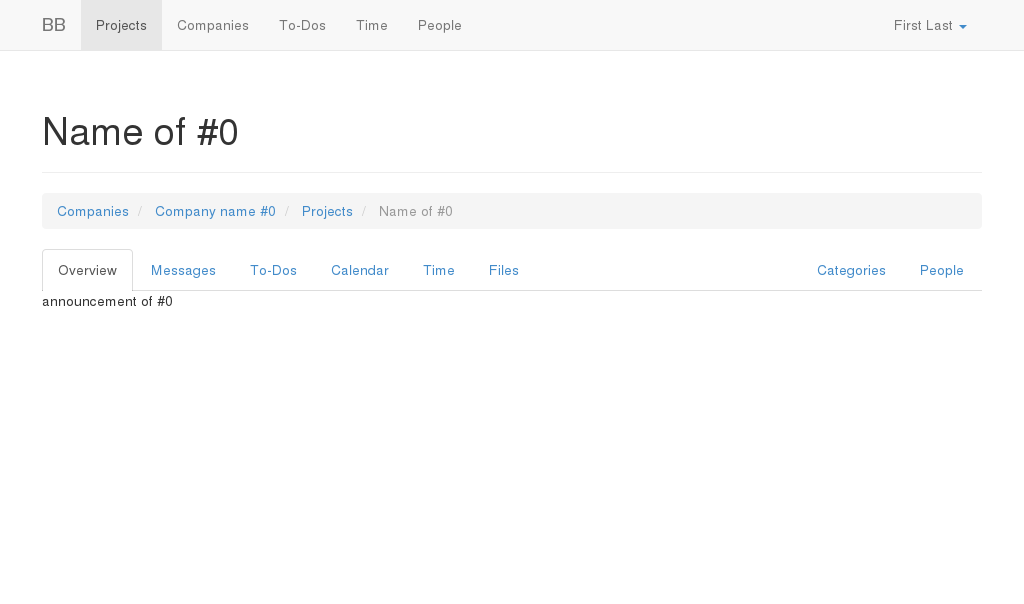 BB Projects Companies To-Dos Time People First Last
Name of #0
Companies / Company name #0 / Projects / Name of #0
Overview Messages To-Dos Calendar Time Files Categories People
announcement of #0